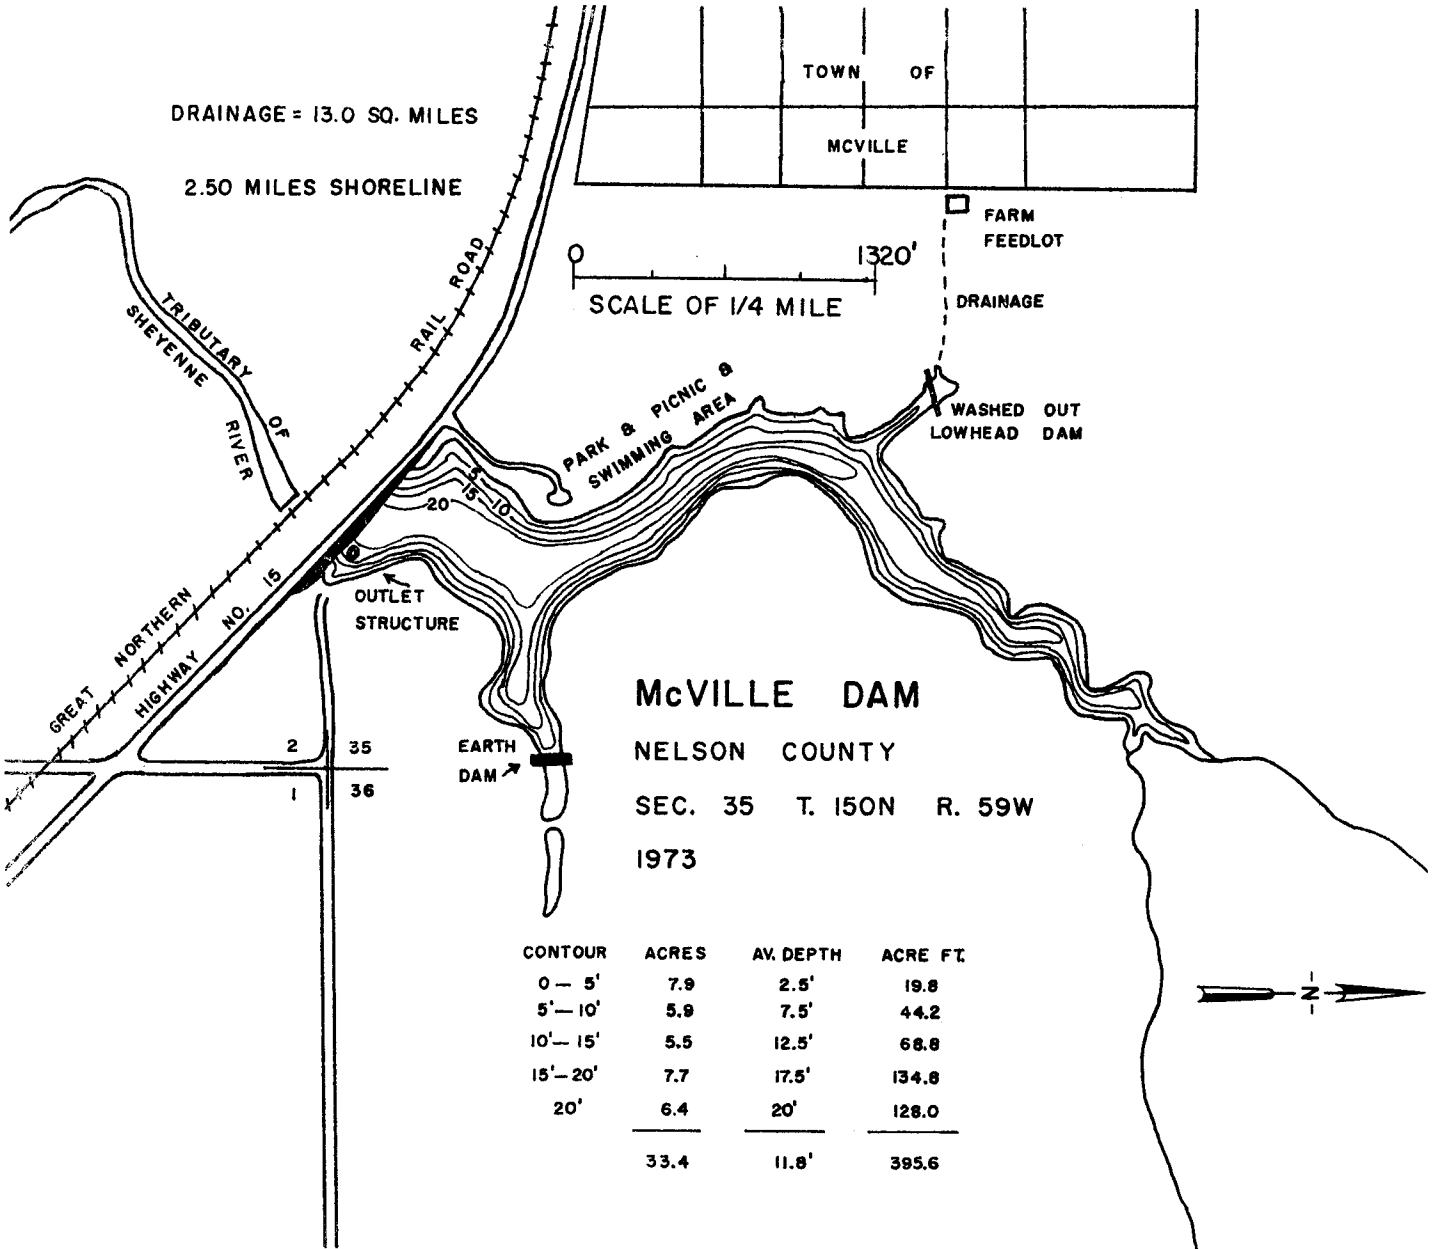 TOWN OF
MCVILLE
DRAINAGE = 13.0 SQ. MILES
2.50 MILES SHORELINE
FARM
FEEDLOT
0 1320'
SCALE OF 1/4 MILE
DRAINAGE
RAIL ROAD
TRIBUTARY OF
SHEYENNE RIVER
PARK & PICNIC &
SWIMMING AREA
WASHED OUT
LOWHEAD DAM
5
15 10
20
OUTLET
STRUCTURE
GREAT NORTHERN
HIGHWAY NO. 15
2 35
1 36
EARTH
DAM
McVILLE DAM
NELSON COUNTY
SEC. 35 T. 150N R. 59W
1973
N
CONTOUR ACRES AV. DEPTH ACRE FT.
0 — 5' 7.9 2.5' 19.8
5'— 10' 5.9 7.5' 44.2
10'— 15' 5.5 12.5' 68.8
15'— 20' 7.7 17.5' 134.8
20' 6.4 20' 128.0
33.4 11.8' 395.6